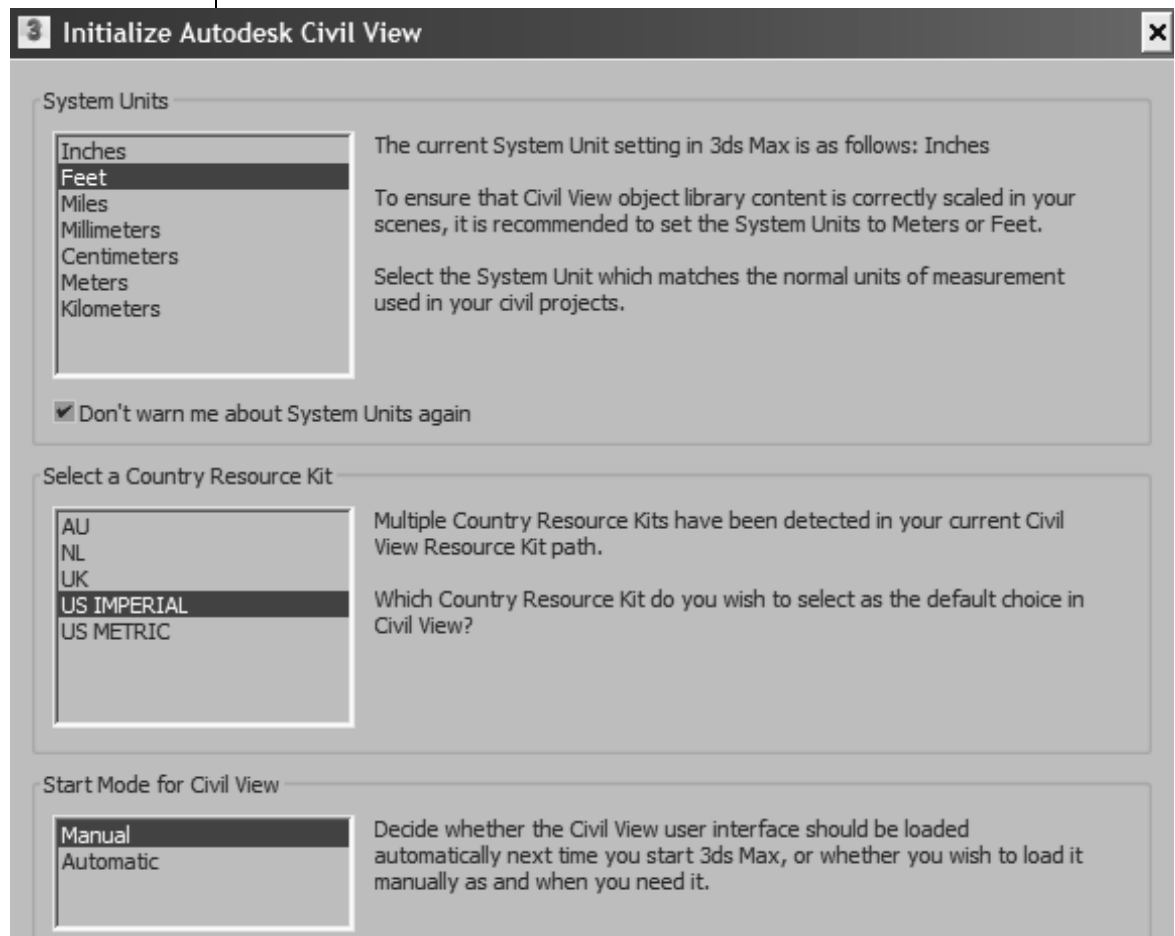 3 Initialize Autodesk Civil View
System Units
Inches
Feet
Miles
Millimeters
Centimeters
Meters
Kilometers
The current System Unit setting in 3ds Max is as follows: Inches
To ensure that Civil View object library content is correctly scaled in your
scenes, it is recommended to set the System Units to Meters or Feet.
Select the System Unit which matches the normal units of measurement
used in your civil projects.
Don't warn me about System Units again
Select a Country Resource Kit
AU
NL
UK
US IMPERIAL
US METRIC
Multiple Country Resource Kits have been detected in your current Civil
View Resource Kit path.
Which Country Resource Kit do you wish to select as the default choice in
Civil View?
Start Mode for Civil View
Manual
Automatic
Decide whether the Civil View user interface should be loaded
automatically next time you start 3ds Max, or whether you wish to load it
manually as and when you need it.